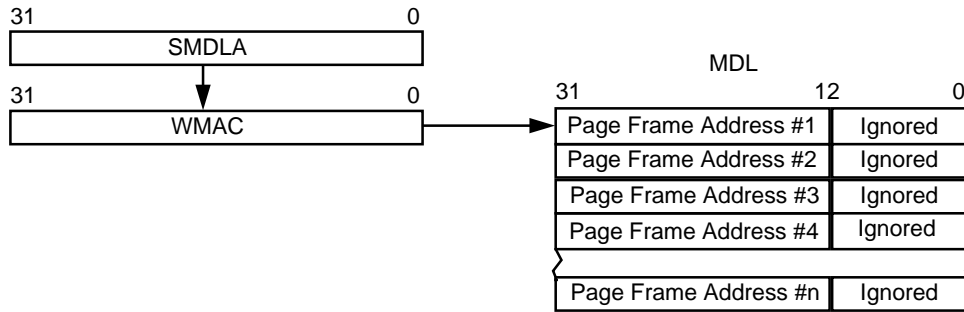 31 0
SMDLA
31 0
WMAC
MDL
31 12 0
Page Frame Address #1 Ignored
Page Frame Address #2 Ignored
Page Frame Address #3 Ignored
Page Frame Address #4 Ignored
Page Frame Address #n Ignored